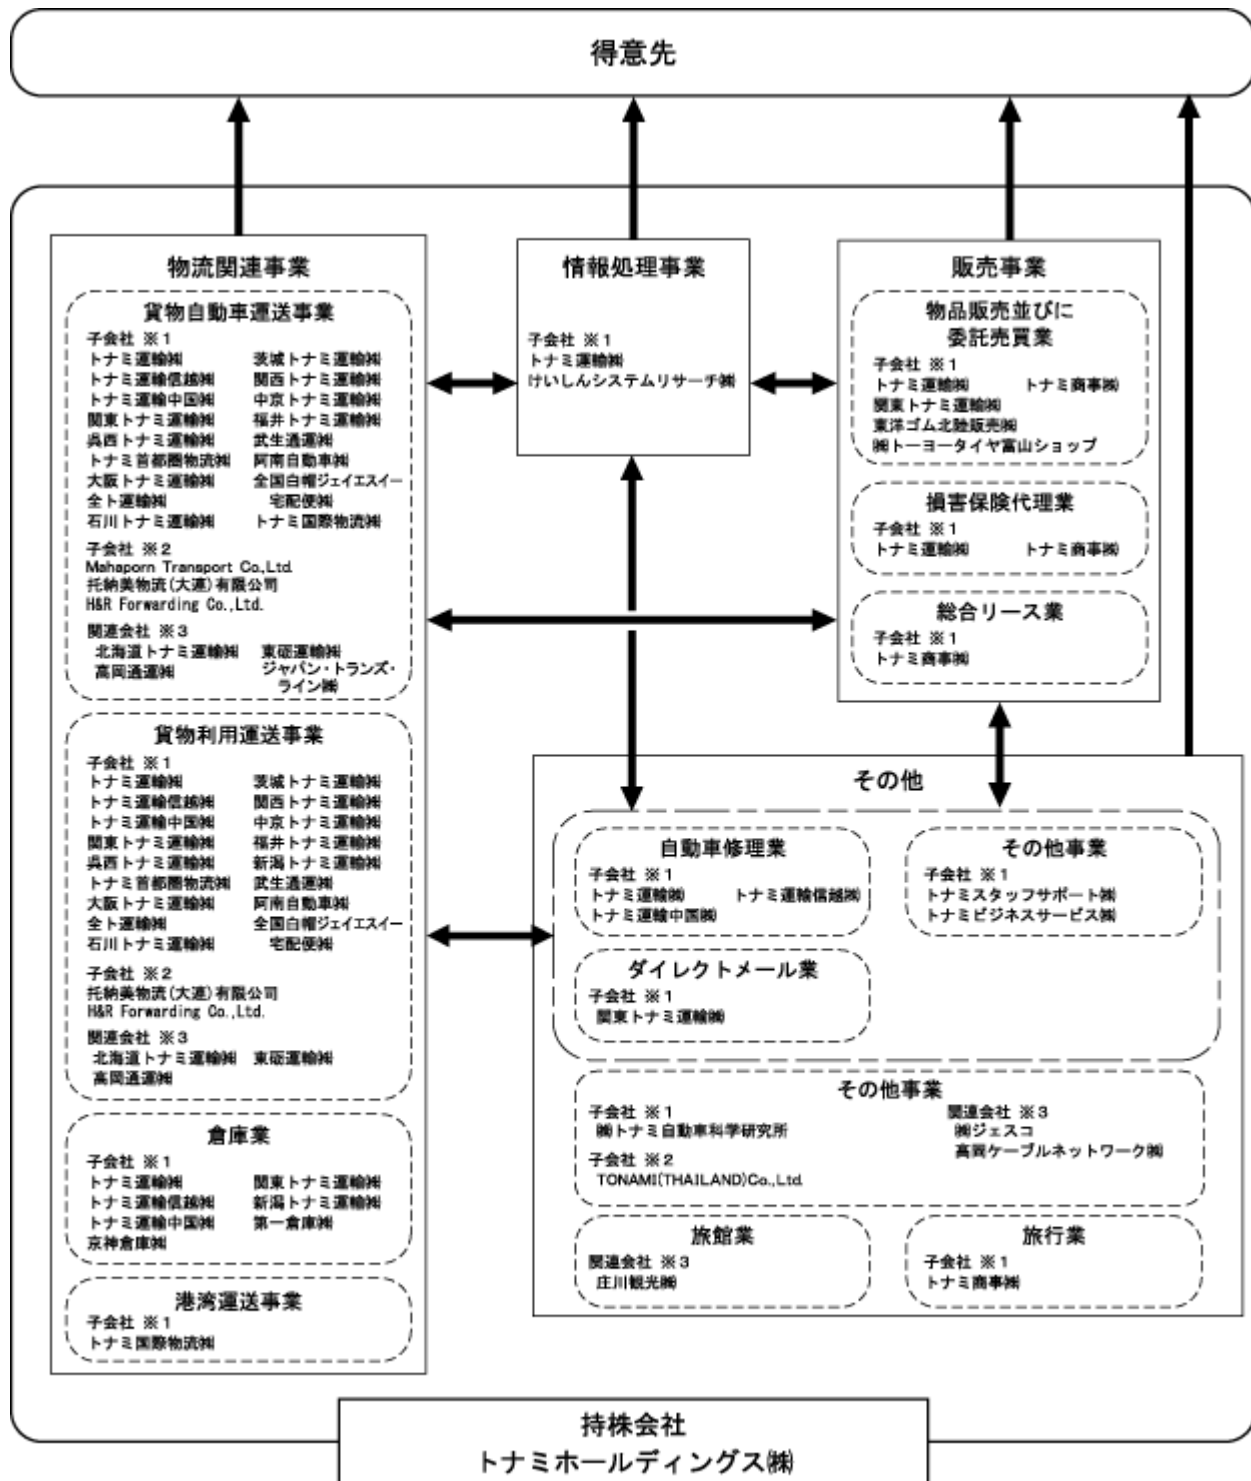 得意先
物流関連事業
貨物自動車運送事業
子会社 ※1
トナミ運輸㈱ 茨城トナミ運輸㈱
トナミ運輸信越㈱ 関西トナミ運輸㈱
トナミ運輸中国㈱ 中京トナミ運輸㈱
関東トナミ運輸㈱ 福井トナミ運輸㈱
呉西トナミ運輸㈱ 武生通運㈱
トナミ首都圏物流㈱ 阿南自動車㈱
大阪トナミ運輸㈱ 全国白帽ジェイエスイー
全ト運輸㈱ 宅配便㈱
石川トナミ運輸㈱ トナミ国際物流㈱
子会社 ※2
Mahaporn Transport Co.,Ltd.
托納美物流(大連)有限公司
H&R Forwarding Co.,Ltd.
関連会社 ※3
北海道トナミ運輸㈱ 東砺運輸㈱
高岡通運㈱ ジャパン・トランズ・
ライン㈱
貨物利用運送事業
子会社 ※1
トナミ運輸㈱ 茨城トナミ運輸㈱
トナミ運輸信越㈱ 関西トナミ運輸㈱
トナミ運輸中国㈱ 中京トナミ運輸㈱
関東トナミ運輸㈱ 福井トナミ運輸㈱
呉西トナミ運輸㈱ 新潟トナミ運輸㈱
トナミ首都圏物流㈱ 武生通運㈱
大阪トナミ運輸㈱ 阿南自動車㈱
全ト運輸㈱ 全国白帽ジェイエスイー
石川トナミ運輸㈱ 宅配便㈱
子会社 ※2
托納美物流(大連)有限公司
H&R Forwarding Co.,Ltd.
関連会社 ※3
北海道トナミ運輸㈱ 東砺運輸㈱
高岡通運㈱
倉庫業
子会社 ※1
トナミ運輸㈱ 関東トナミ運輸㈱
トナミ運輸信越㈱ 新潟トナミ運輸㈱
トナミ運輸中国㈱ 第一倉庫㈱
京神倉庫㈱
港湾運送事業
子会社 ※1
トナミ国際物流㈱
情報処理事業
子会社 ※1
トナミ運輸㈱
けいしんシステムリサーチ㈱
販売事業
物品販売並びに
委託売買業
子会社 ※1
トナミ運輸㈱ トナミ商事㈱
関東トナミ運輸㈱
東洋ゴム北陸販売㈱
㈱トーヨータイヤ富山ショップ
損害保険代理業
子会社 ※1
トナミ運輸㈱ トナミ商事㈱
総合リース業
子会社 ※1
トナミ商事㈱
その他
自動車修理業
子会社 ※1
トナミ運輸㈱ トナミ運輸信越㈱
トナミ運輸中国㈱
その他事業
子会社 ※1
トナミスタッフサポート㈱
トナミビジネスサービス㈱
ダイレクトメール業
子会社 ※1
関東トナミ運輸㈱
その他事業
子会社 ※1
㈱トナミ自動車科学研究所
子会社 ※2
TONAMI(THAILAND)Co.,Ltd.
関連会社 ※3
㈱ジェスコ
高岡ケーブルネットワーク㈱
旅館業
関連会社 ※3
庄川観光㈱
旅行業
子会社 ※1
トナミ商事㈱
持株会社
トナミホールディングス㈱